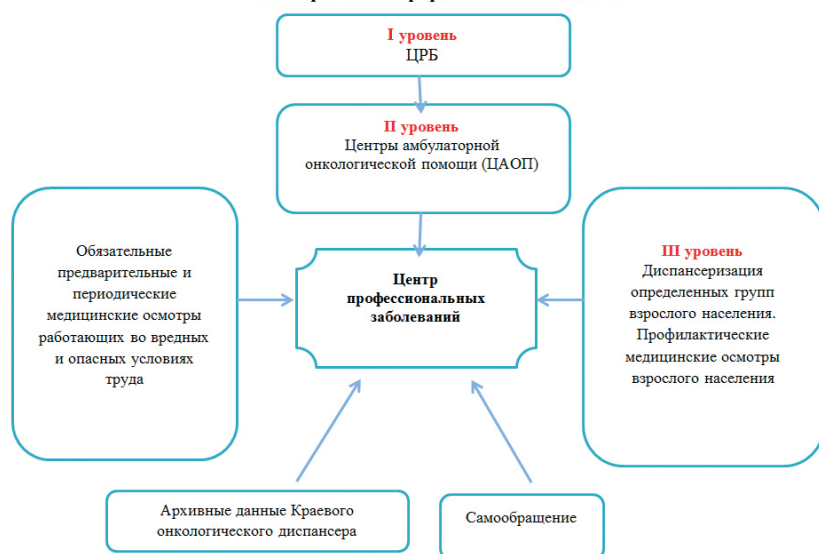 I уровень
ЦРБ
II уровень
Центры амбулаторной
онкологической помощи (ЦАОП)
Обязательные
предварительные и
периодические
медицинские осмотры
работающих во вредных
и опасных условиях
труда
Центр
профессиональных
заболеваний
III уровень
Диспансеризация
определенных групп
взрослого населения.
Профилактические
медицинские осмотры
взрослого населения
Архивные данные Краевого
онкологического диспансера
Самообращение